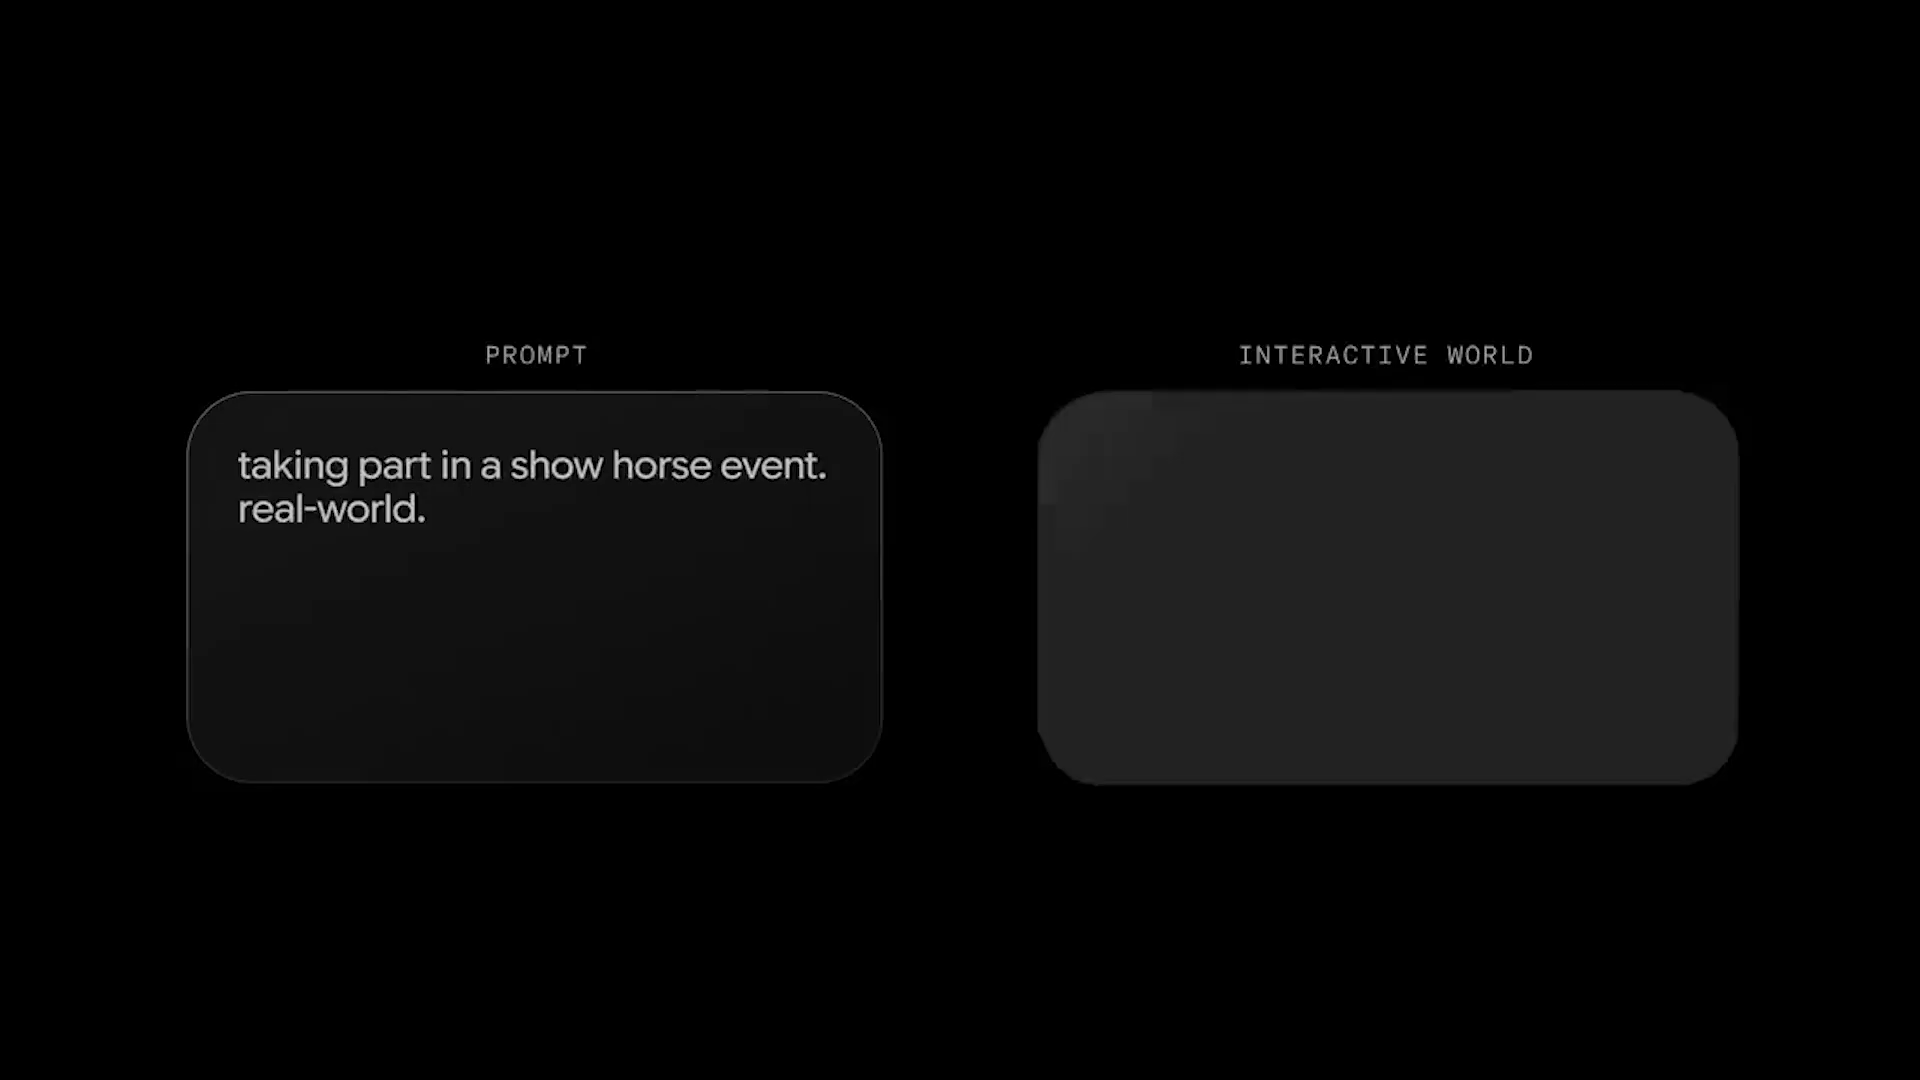 PROMPT
taking part in a show horse event.
real-world.
INTERACTIVE WORLD